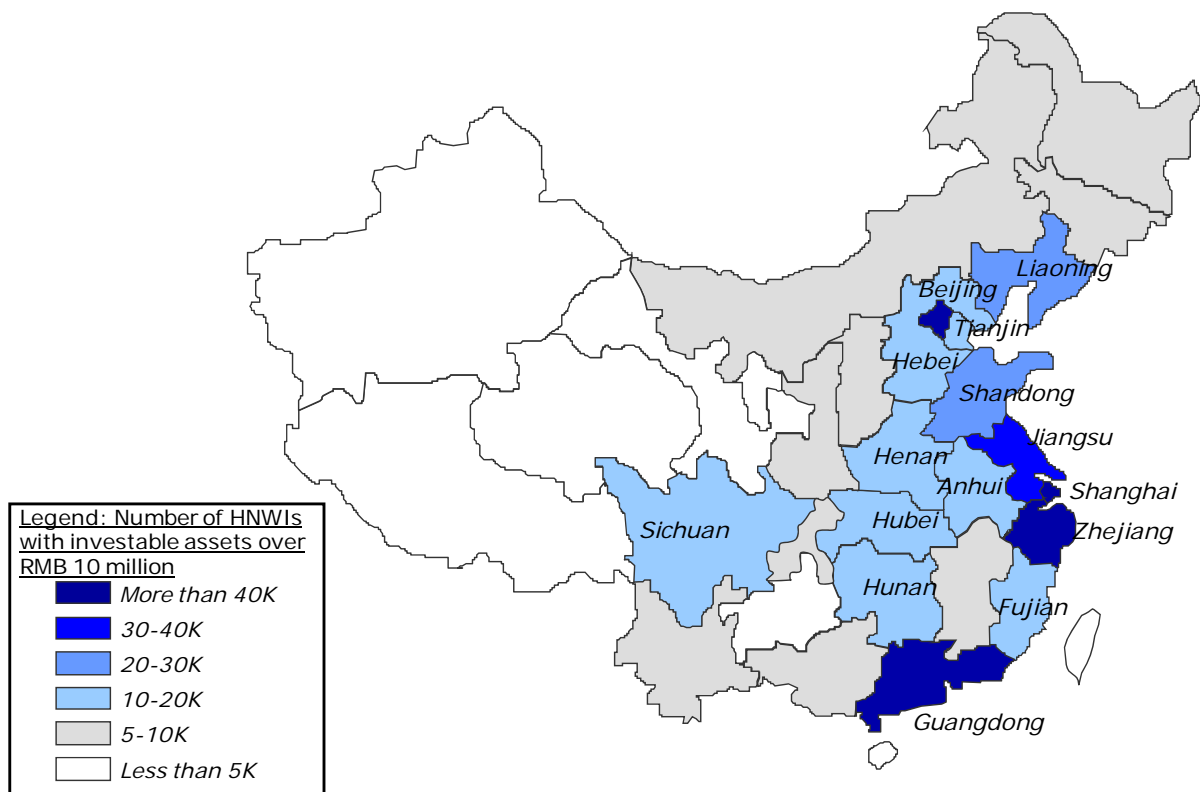 Liaoning
Beijing
Tianjin
Hebei
Shandong
Jiangsu
Henan
Anhui
Shanghai
Sichuan
Hubei
Zhejiang
Hunan
Fujian
Guangdong
Legend: Number of HNWIs
with investable assets over
RMB 10 million
More than 40K
30-40K
20-30K
10-20K
5-10K
Less than 5K